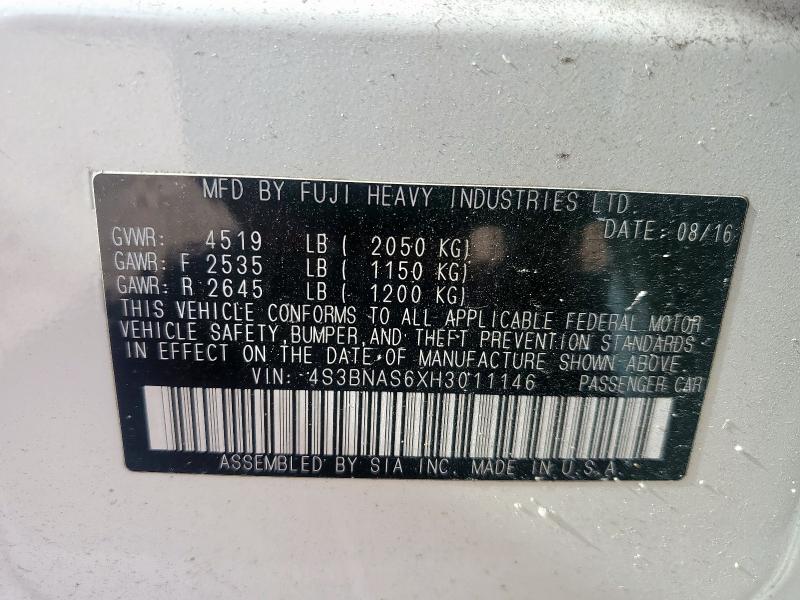 MFD BY FUJI HEAVY INDUSTRIES LTD.
DATE: 08/16
GVWR: 4519 LB ( 2050 KG)
GAWR: F 2535 LB ( 1150 KG)
GAWR: R 2645 LB ( 1200 KG)
THIS VEHICLE CONFORMS TO ALL APPLICABLE FEDERAL MOTOR
VEHICLE SAFETY, BUMPER, AND THEFT PREVENTION STANDARDS
IN EFFECT ON THE DATE OF MANUFACTURE SHOWN ABOVE.
VIN: 4S3BNAS6XH3011146 PASSENGER CAR
ASSEMBLED BY SIA INC. MADE IN U.S.A.